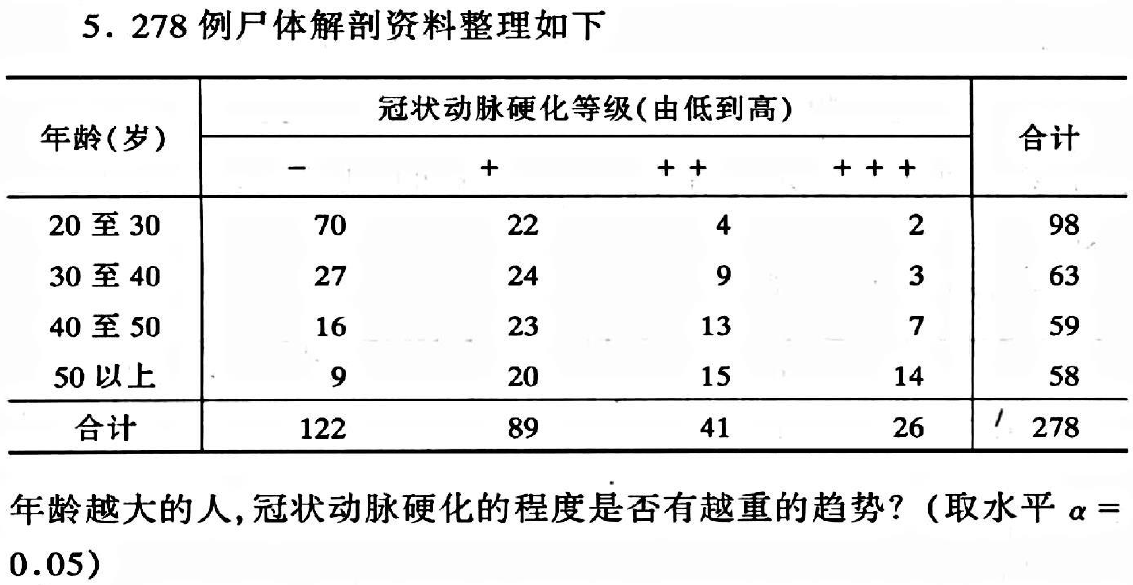 5. 278 例尸体解剖资料整理如下
年龄(岁) 冠状动脉硬化等级(由低到高) 合计
- + + + + + +
20 至 30 70 22 4 2 98
30 至 40 27 24 9 3 63
40 至 50 16 23 13 7 59
50 以上 9 20 15 14 58
合计 122 89 41 26 278
年龄越大的人,冠状动脉硬化的程度是否有越重的趋势?(取水平 α =
0.05)